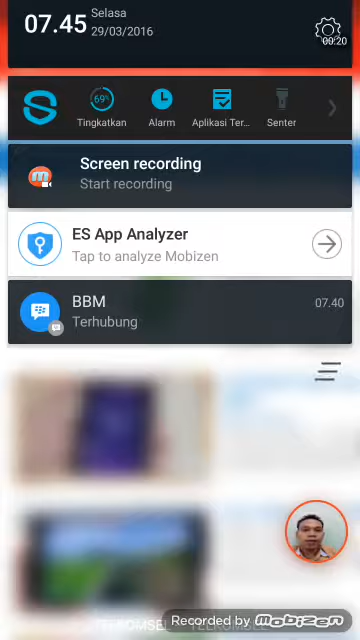 07.45
Selasa
29/03/2016
00:20
69%
Tingkatkan
Alarm
Aplikasi Ter...
Senter
Screen recording
Start recording
ES App Analyzer
Tap to analyze Mobizen
BBM
07.40
Terhubung
Recorded by MOBIZEN